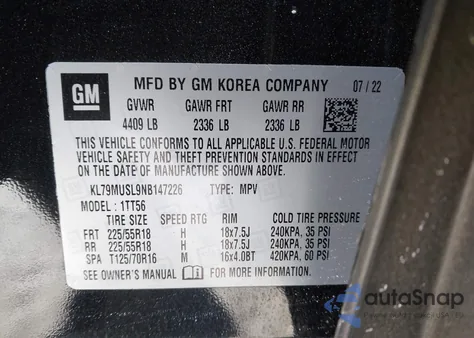 GM
MFD BY GM KOREA COMPANY 07/22
GVWR GAWR FRT GAWR RR
4409 LB 2336 LB 2336 LB
THIS VEHICLE CONFORMS TO ALL APPLICABLE U.S. FEDERAL MOTOR
VEHICLE SAFETY AND THEFT PREVENTION STANDARDS IN EFFECT ON
THE DATE OF MANUFACTURE SHOWN ABOVE.
KL79MUSL9NB147226 TYPE: MPV
MODEL: 1TT56
TIRE SIZE SPEED RTG RIM COLD TIRE PRESSURE
FRT 225/55R18 H 18x7.5J 240KPA, 35 PSI
RR 225/55R18 H 18x7.5J 240KPA, 35 PSI
SPA T125/70R16 M 16x4.0BT 420KPA, 60 PSI
SEE OWNER'S MANUAL FOR ADDITIONAL INFORMATION.
autoSnap